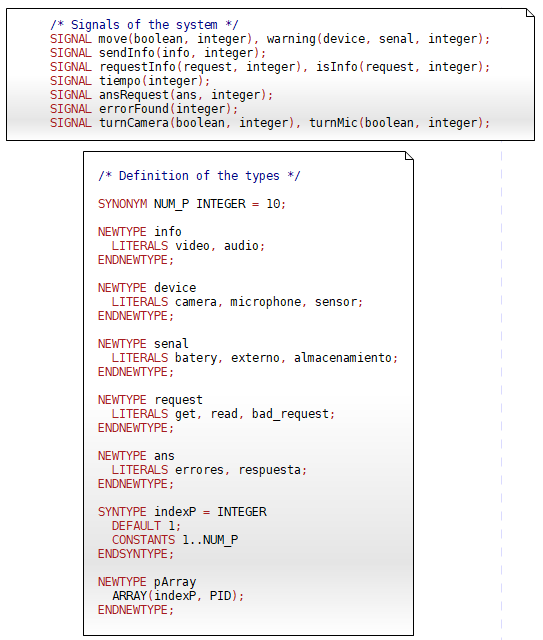 /* Signals of the system */
SIGNAL move(boolean, integer), warning(device, senal, integer);
SIGNAL sendInfo(info, integer);
SIGNAL requestInfo(request, integer), isInfo(request, integer);
SIGNAL tiempo(integer);
SIGNAL ansRequest(ans, integer);
SIGNAL errorFound(integer);
SIGNAL turnCamera(boolean, integer), turnMic(boolean, integer);
/* Definition of the types */
SYNONYM NUM_P INTEGER = 10;
NEWTYPE info
LITERALS video, audio;
ENDNEWTYPE;
NEWTYPE device
LITERALS camera, microphone, sensor;
ENDNEWTYPE;
NEWTYPE senal
LITERALS batery, externo, almacenamiento;
ENDNEWTYPE;
NEWTYPE request
LITERALS get, read, bad_request;
ENDNEWTYPE;
NEWTYPE ans
LITERALS errores, respuesta;
ENDNEWTYPE;
SYNTYPE indexP = INTEGER
DEFAULT 1;
CONSTANTS 1..NUM_P
ENDSYNTYPE;
NEWTYPE pArray
ARRAY(indexP, PID);
ENDNEWTYPE;